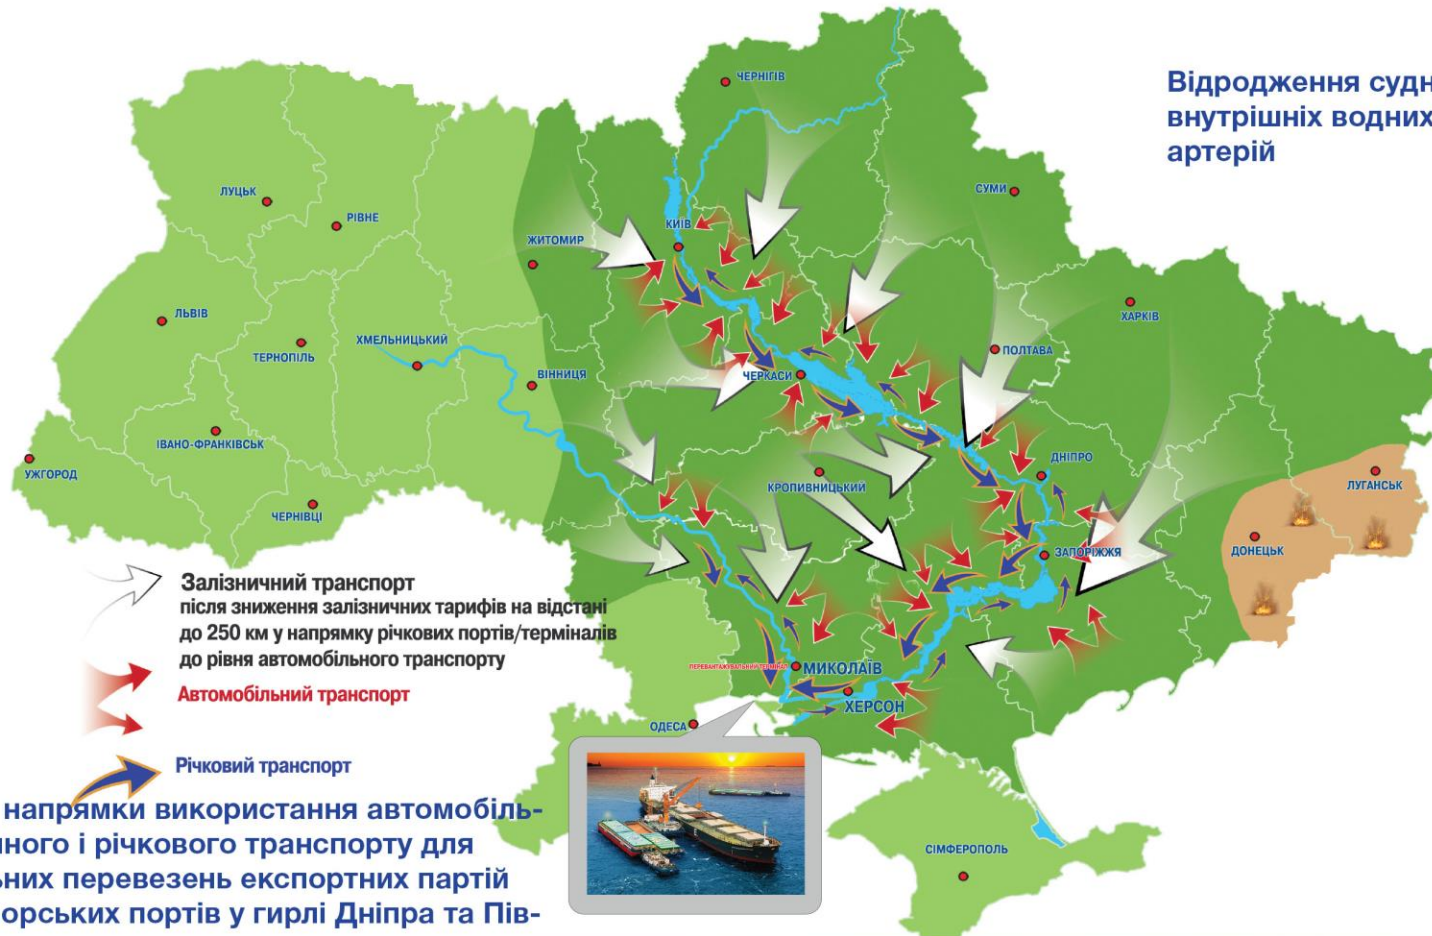 Відродження судн
внутрішніх водних
артерій
ЧЕРНІГІВ
СУМИ
ЛУЦЬК
РІВНЕ
КИЇВ
ЖИТОМИР
ХАРКІВ
ЛЬВІВ
ТЕРНОПІЛЬ
ХМЕЛЬНИЦЬКИЙ
ПОЛТАВА
ВІННИЦЯ
ЧЕРКАСИ
ІВАНО-ФРАНКІВСЬК
УЖГОРОД
ДНІПРО
КРОПИВНИЦЬКИЙ
ЛУГАНСЬК
ЧЕРНІВЦІ
ДОНЕЦЬК
ЗАПОРІЖЖЯ
Залізничний транспорт
після зниження залізничних тарифів на відстані
до 250 км у напрямку річкових портів/терміналів
до рівня автомобільного транспорту
ПЕРЕВАНТАЖУВАЛЬНИЙ ТЕРМІНАЛ
МИКОЛАЇВ
Автомобільний транспорт
ХЕРСОН
ОДЕСА
Річковий транспорт
напрямки використання автомобіль-
ного і річкового транспорту для
ьних перевезень експортних партій
орських портів у гирлі Дніпра та Пів-
СІМФЕРОПОЛЬ